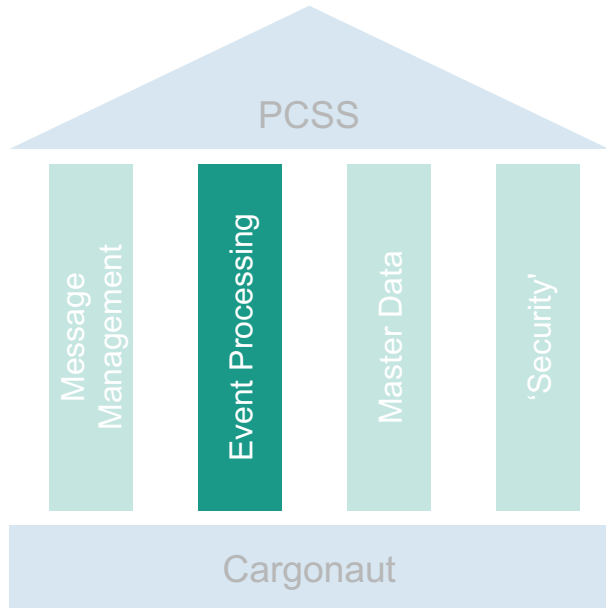 PCSS
Message
Management
Event Processing
Master Data
‘Security'
Cargonaut